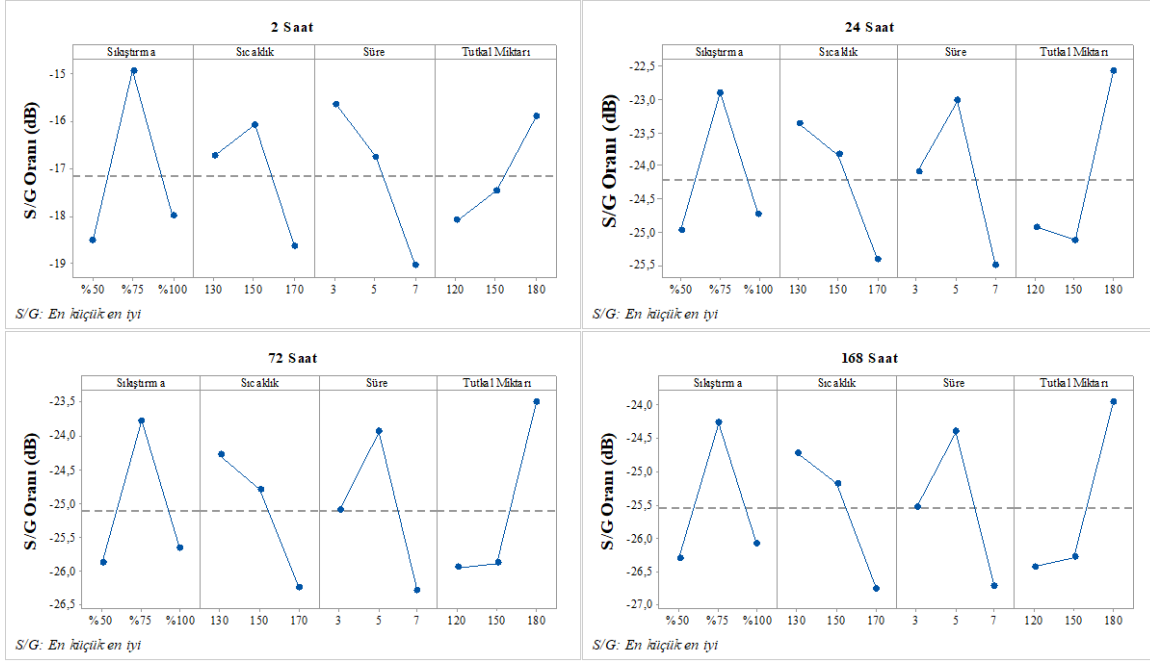 2 Saat
Sıkıştırma Sıcaklık Süre Tutkal Miktarı
S/G Oranı (dB)
-15
-16
-17
-18
-19
%50 %75 %100 130 150 170 3 5 7 120 150 180
S/G: En küçük en iyi
24 Saat
Sıkıştırma Sıcaklık Süre Tutkal Miktarı
S/G Oranı (dB)
-22,5
-23,0
-23,5
-24,0
-24,5
-25,0
-25,5
%50 %75 %100 130 150 170 3 5 7 120 150 180
S/G: En küçük en iyi
72 Saat
Sıkıştırma Sıcaklık Süre Tutkal Miktarı
S/G Oranı (dB)
-23,5
-24,0
-24,5
-25,0
-25,5
-26,0
-26,5
%50 %75 %100 130 150 170 3 5 7 120 150 180
S/G: En küçük en iyi
168 Saat
Sıkıştırma Sıcaklık Süre Tutkal Miktarı
S/G Oranı (dB)
-24,0
-24,5
-25,0
-25,5
-26,0
-26,5
-27,0
%50 %75 %100 130 150 170 3 5 7 120 150 180
S/G: En küçük en iyi